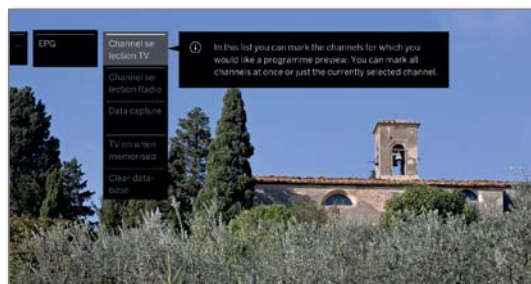 ...
EPG
Channel se-
lection TV
In this list you can mark the channels for which you
would like a programme preview. You can mark all
channels at once or just the currently selected channel.
Channel se-
lection Radio
Data capture
TV on when
memorised
Clear data-
base